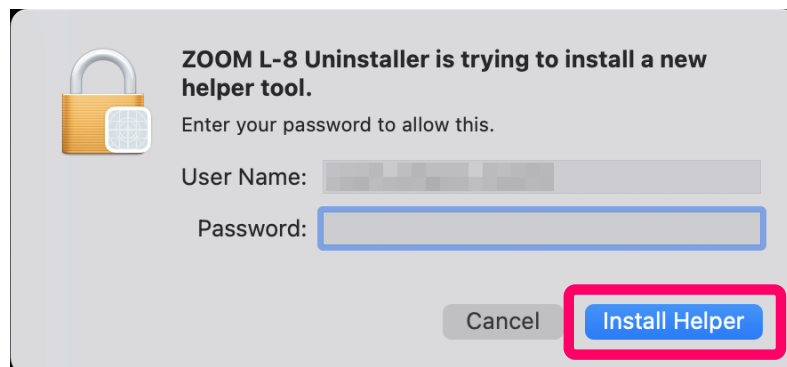 ZOOM L-8 Uninstaller is trying to install a new
helper tool.
Enter your password to allow this.
User Name:
Password:
Cancel
Install Helper